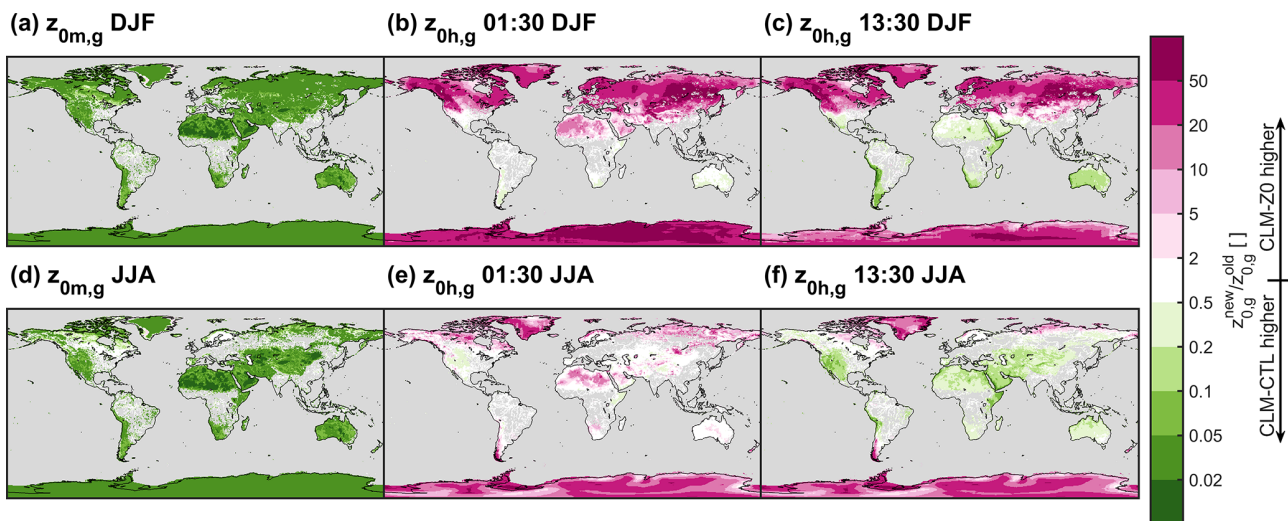 (a) z0m,g DJF
(b) z0h,g 01:30 DJF
(c) z0h,g 13:30 DJF
(d) z0m,g JJA
(e) z0h,g 01:30 JJA
(f) z0h,g 13:30 JJA
50
20
10
5
2
0.5
0.2
0.1
0.05
0.02
z0,g^new/z0,g^old [ ]
CLM-CTL higher
CLM-Z0 higher